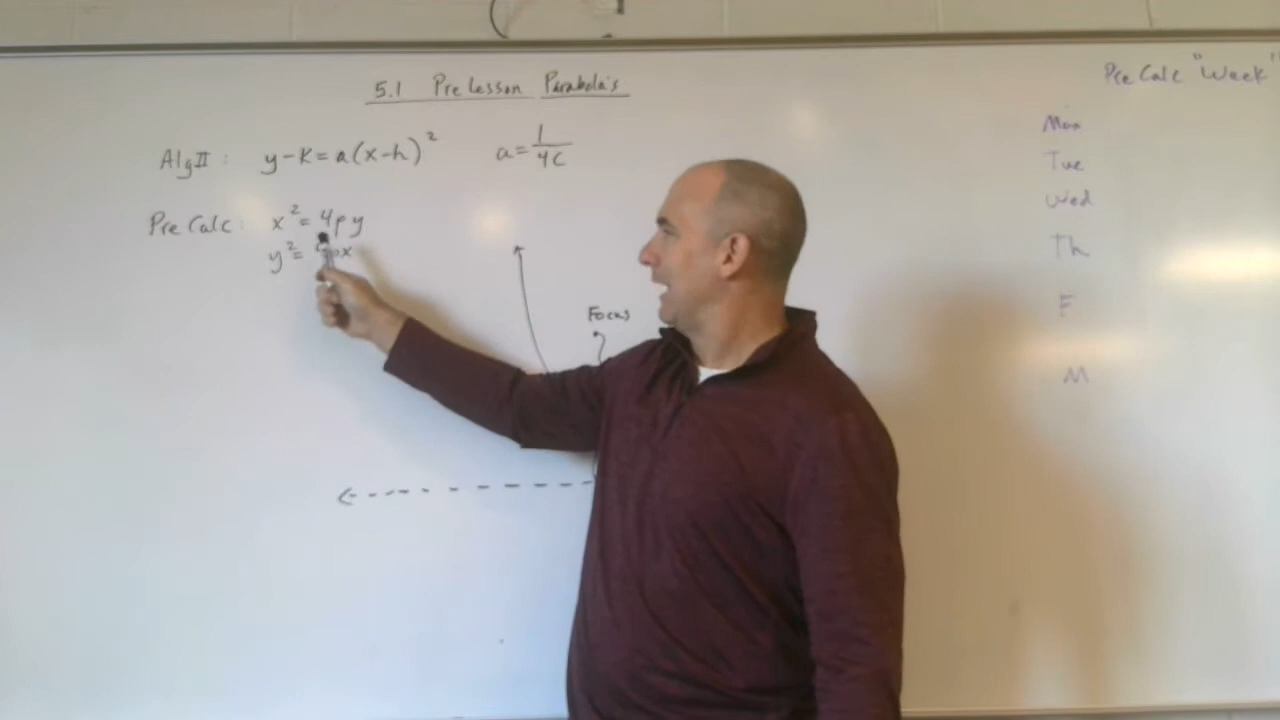 5.1 Pre Lesson Parabola's
Alg II : y-k=a(x-h)² a=1/4c
Pre Calc: x²=4py
y²=4px
Focus
Pre Calc "Week"
Mon
Tue
Wed
Th
F
M